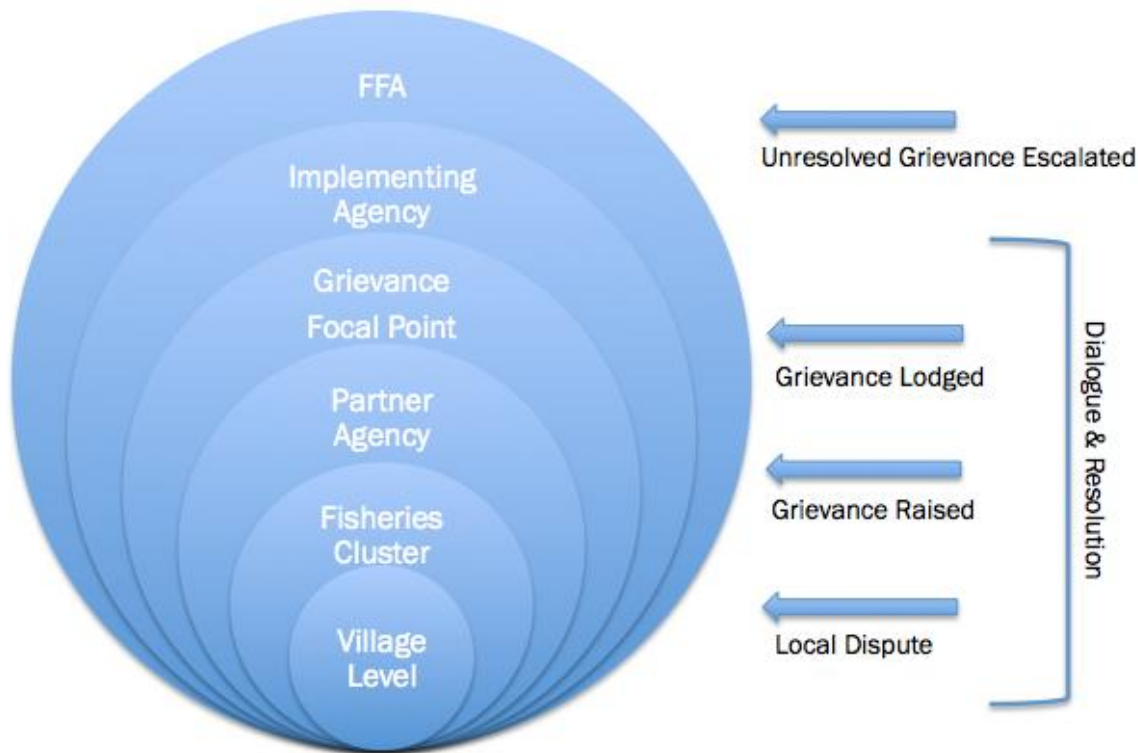 FFA
Implementing
Agency
Grievance
Focal Point
Partner
Agency
Fisheries
Cluster
Village
Level
Unresolved Grievance Escalated
Grievance Lodged
Grievance Raised
Local Dispute
Dialogue & Resolution